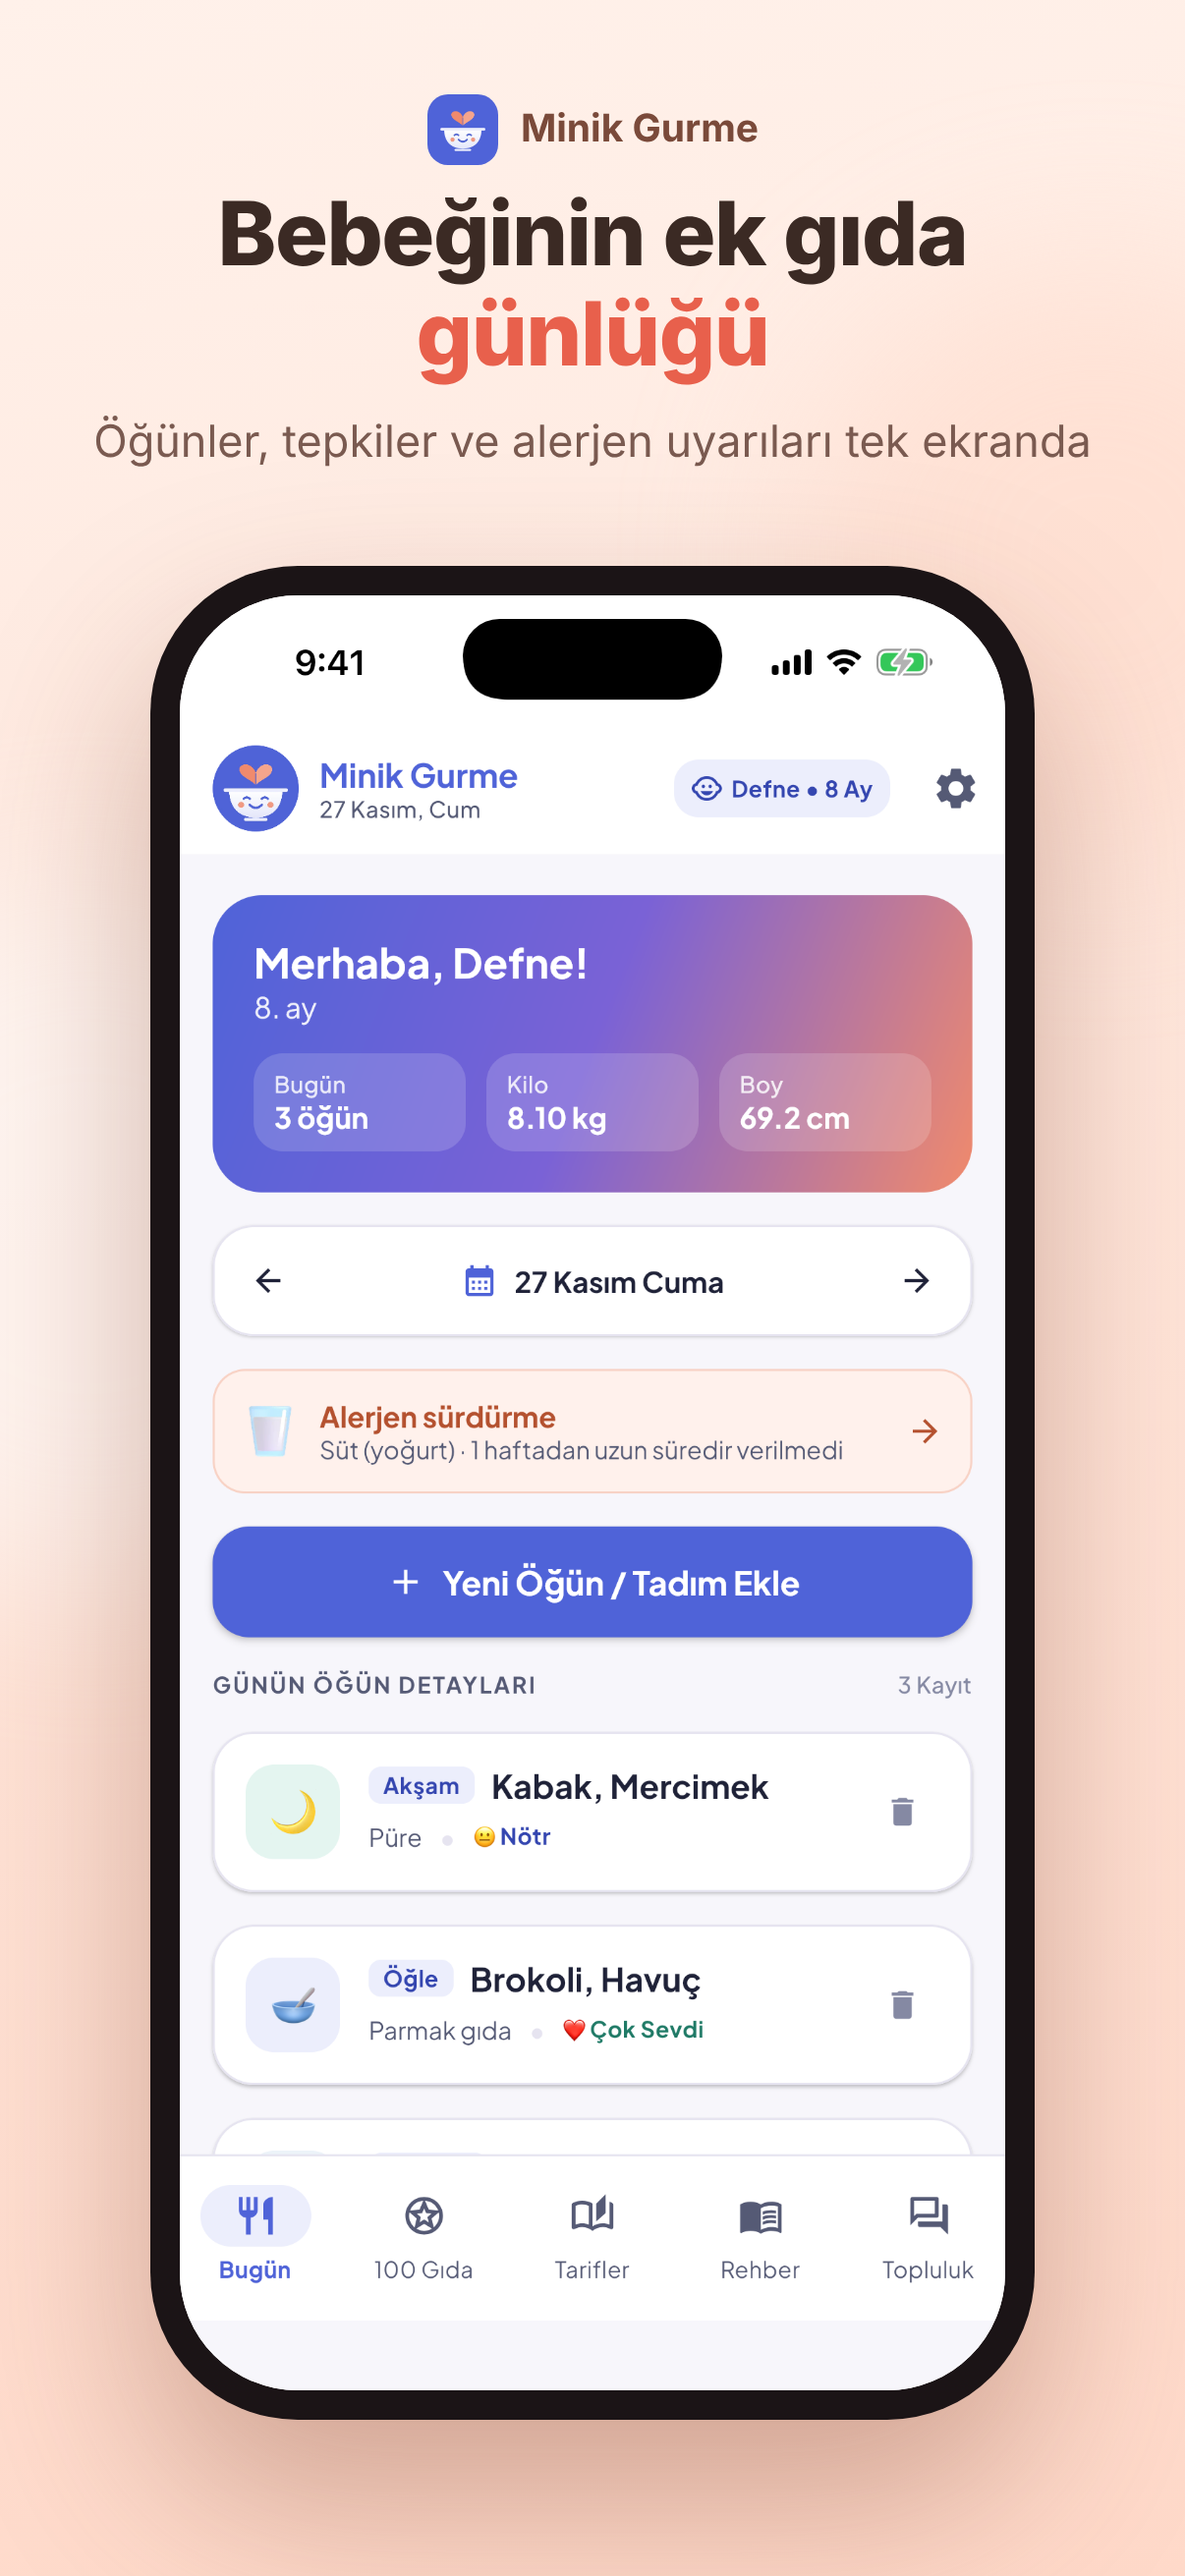 Minik Gurme
Bebeğinin ek gıda
günlüğü
Öğünler, tepkiler ve alerjen uyarıları tek ekranda
9:41
Minik Gurme
27 Kasım, Cum
Defne • 8 Ay
Merhaba, Defne!
8. ay
Bugün
3 öğün
Kilo
8.10 kg
Boy
69.2 cm
27 Kasım Cuma
Alerjen sürdürme
Süt (yoğurt) · 1 haftadan uzun süredir verilmedi
+ Yeni Öğün / Tadım Ekle
GÜNÜN ÖĞÜN DETAYLARI
3 Kayıt
Akşam Kabak, Mercimek
Püre • Nötr
Öğle Brokoli, Havuç
Parmak gıda • Çok Sevdi
Bugün
100 Gıda
Tarifler
Rehber
Topluluk